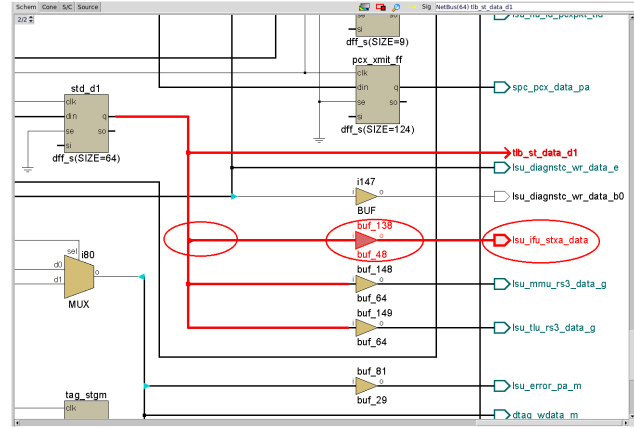 Schem Cone S/C Source
Sig NetBus(64) tlb_st_data_d1
2/2
si
dff_s(SIZE=9)
pcx_xmit_ff
clk
din q
se so
si
dff_s(SIZE=124)
spc_pcx_data_pa
std_d1
clk
din q
se so
si
dff_s(SIZE=64)
tlb_st_data_d1
lsu_diagnstc_wr_data_e
i147
i o
BUF
lsu_diagnstc_wr_data_b0
buf_138
i o
buf_48
lsu_ifu_stxa_data
sel i80
d0
d1
o
MUX
buf_148
i o
buf_64
lsu_mmu_rs3_data_g
buf_149
i o
buf_64
lsu_tlu_rs3_data_g
buf_81
i o
buf_29
lsu_error_pa_m
tag_stgm
clk
dtag_wdata_m